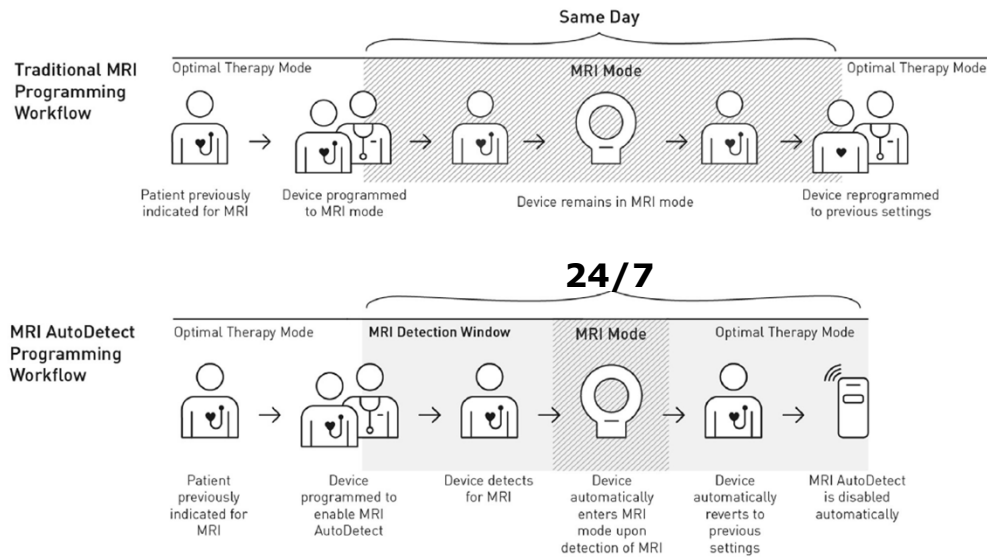 Same Day
Traditional MRI
Programming
Workflow
Optimal Therapy Mode
MRI Mode
Optimal Therapy Mode
Patient previously
indicated for MRI
Device programmed
to MRI mode
Device remains in MRI mode
Device reprogrammed
to previous settings
24/7
MRI AutoDetect
Programming
Workflow
Optimal Therapy Mode
MRI Detection Window
MRI Mode
Optimal Therapy Mode
Patient
previously
indicated for
MRI
Device
programmed to
enable MRI
AutoDetect
Device detects
for MRI
Device
automatically
enters MRI
mode upon
detection of MRI
Device
automatically
reverts to
previous
settings
MRI AutoDetect
is disabled
automatically